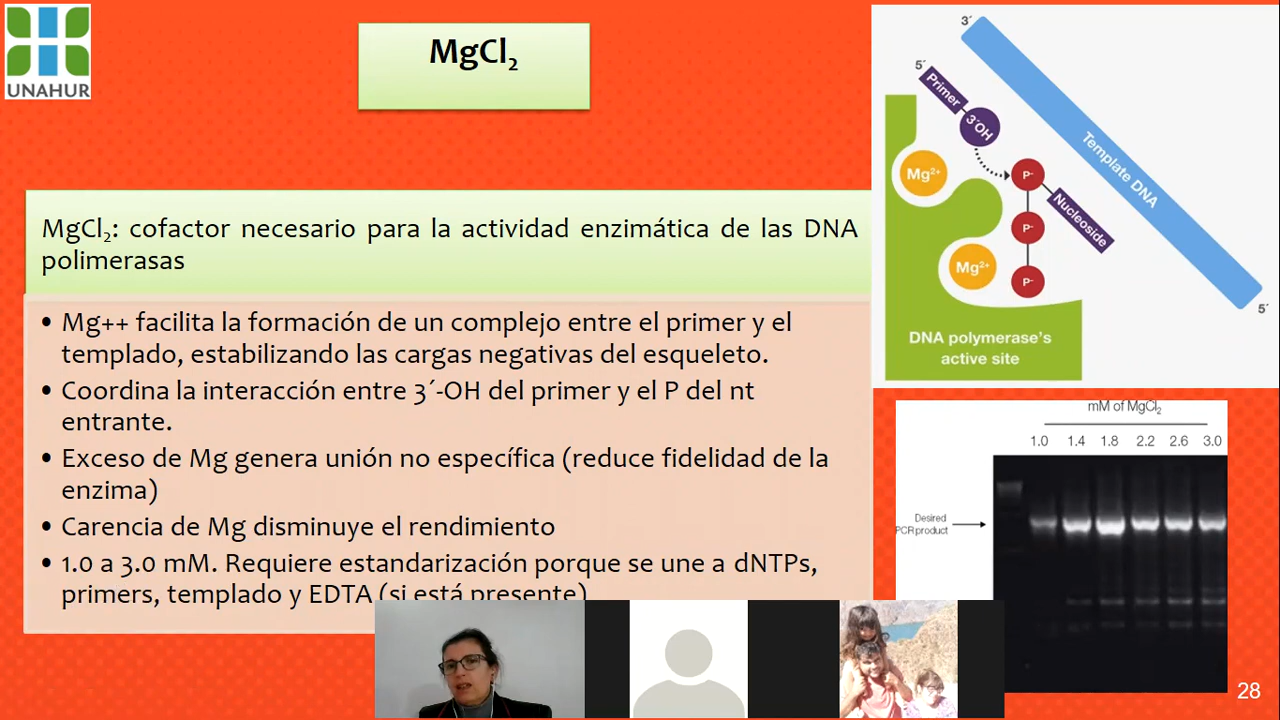 UNAHUR
MgCl₂
MgCl₂: cofactor necesario para la actividad enzimática de las DNA
polimerasas
• Mg++ facilita la formación de un complejo entre el primer y el
templado, estabilizando las cargas negativas del esqueleto.
• Coordina la interacción entre 3´-OH del primer y el P del nt
entrante.
• Exceso de Mg genera unión no específica (reduce fidelidad de la
enzima)
• Carencia de Mg disminuye el rendimiento
• 1.0 a 3.0 mM. Requiere estandarización porque se une a dNTPs,
primers, templado y EDTA (si está presente)
3´
5´
Primer
3´OH
Template DNA
Mg²⁺
P⁻
Nucleoside
P⁻
Mg²⁺
P⁻
5´
DNA polymerase's
active site
mM of MgCl₂
1.0 1.4 1.8 2.2 2.6 3.0
Desired
PCR product
28